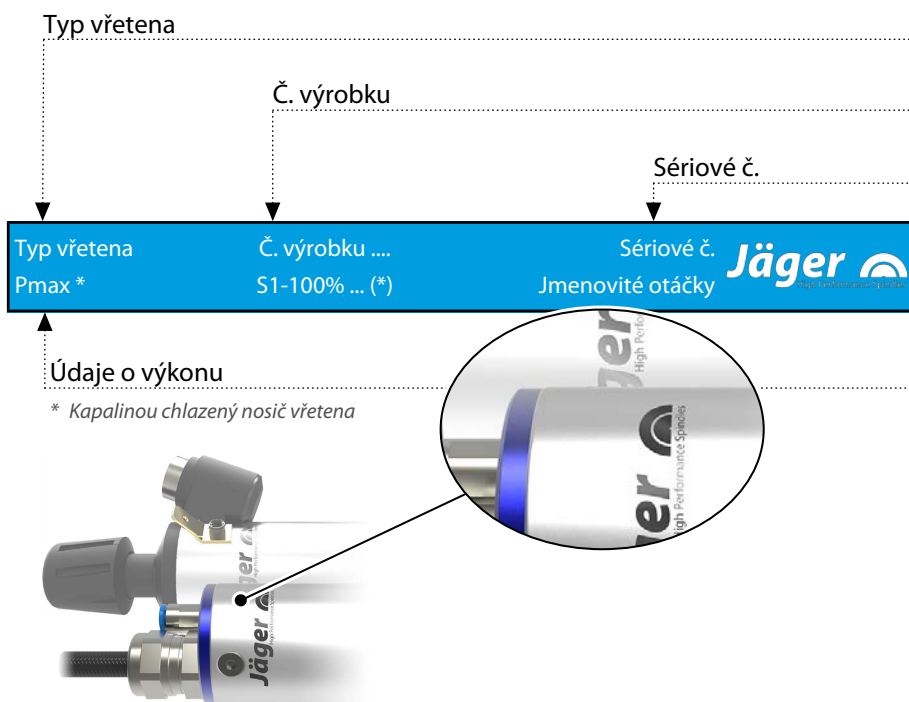 Typ vřetena
Č. výrobku
Sériové č.
Typ vřetena Č. výrobku .... Sériové č.
Pmax * S1-100% ... (*) Jmenovité otáčky
Jäger
High Performance Spindles
Údaje o výkonu
* Kapalinou chlazený nosič vřetena
Jäger
High Performance Spindles